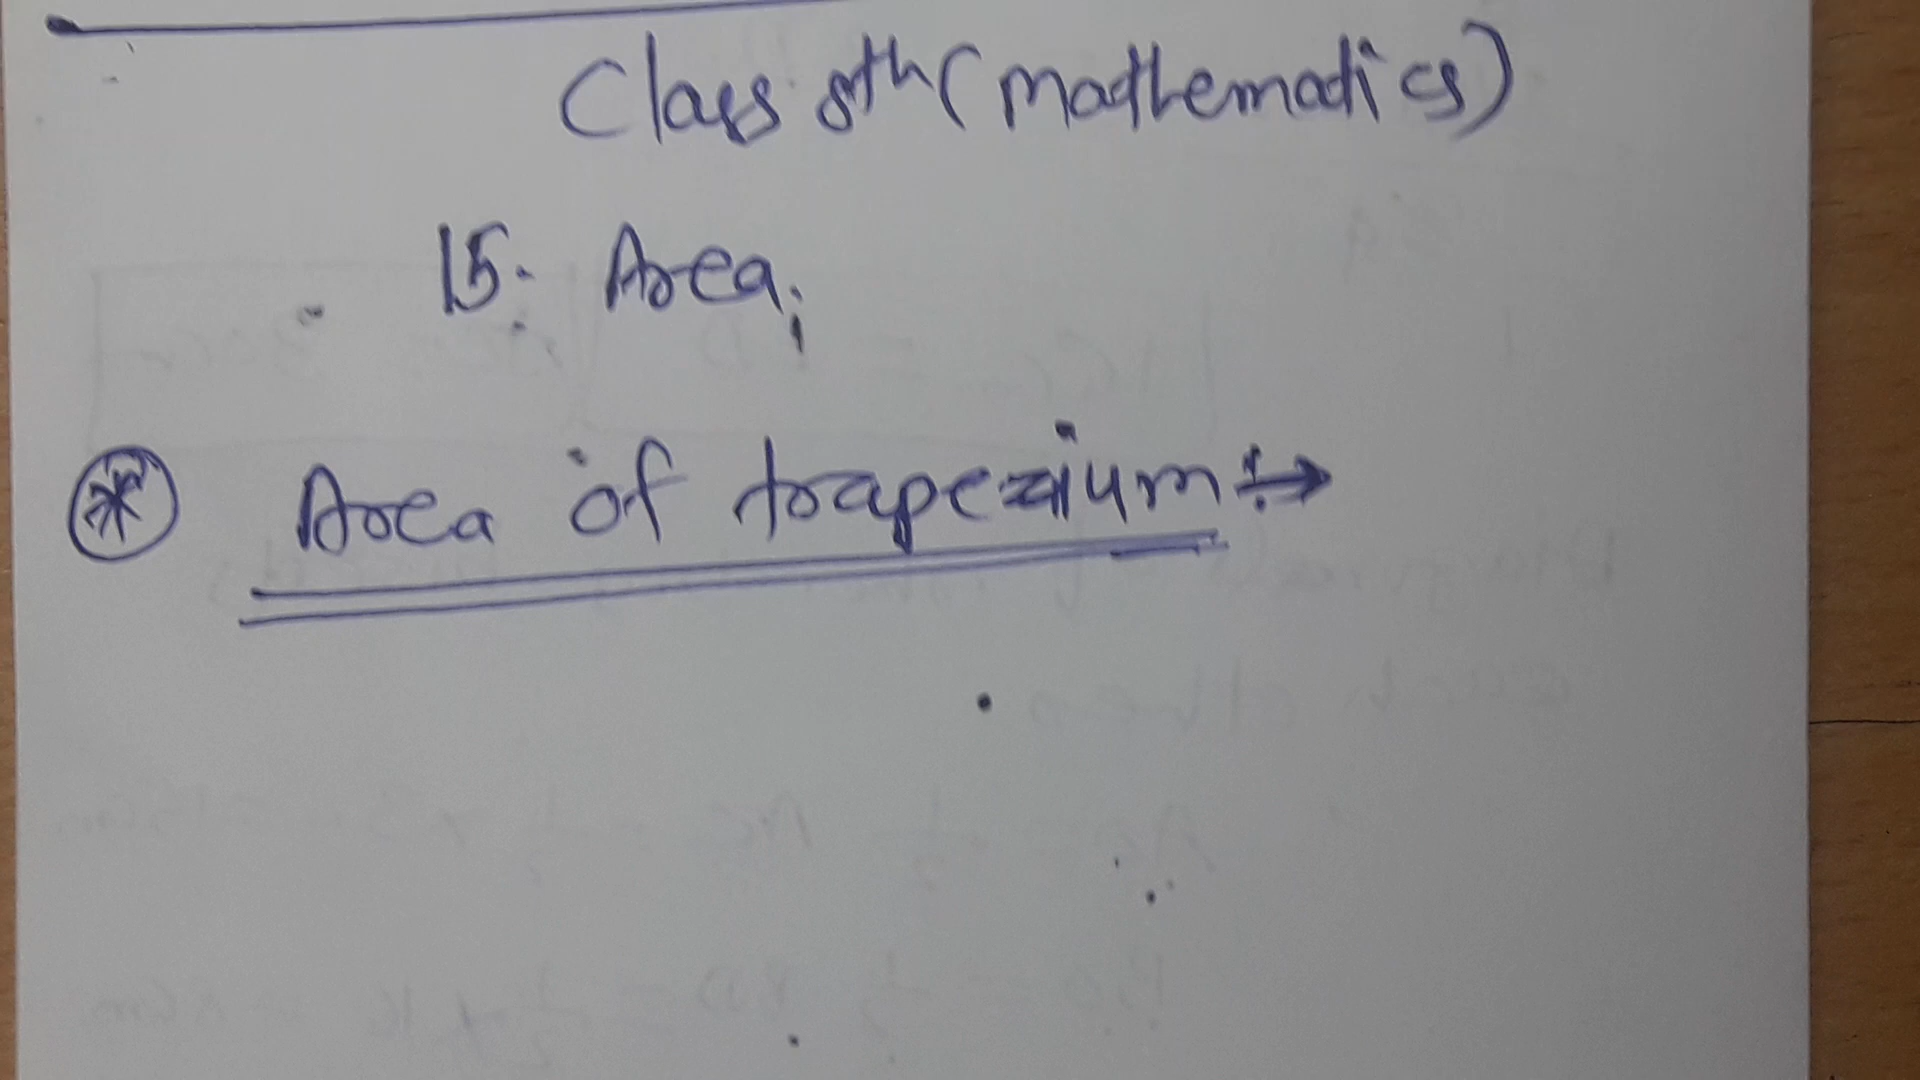 Class 8th (mathematics)
15. Area;
* Area of trapezium :→